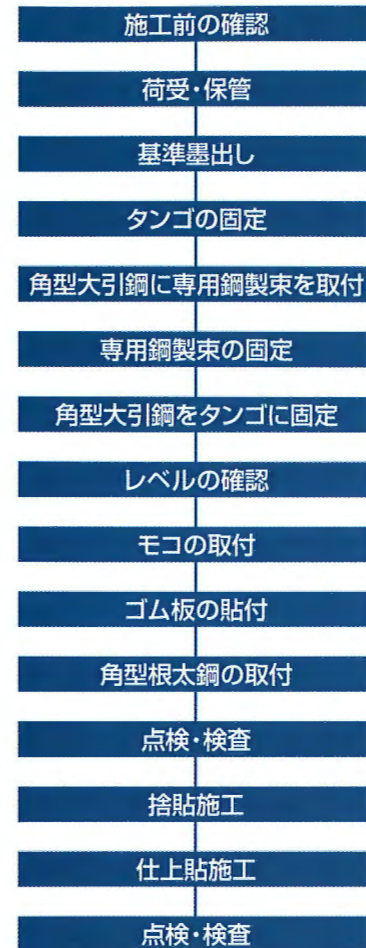 施工前の確認
荷受・保管
基準墨出し
タンゴの固定
角型大引鋼に専用鋼製束を取付
専用鋼製束の固定
角型大引鋼をタンゴに固定
レベルの確認
モコの取付
ゴム板の貼付
角型根太鋼の取付
点検・検査
捨貼施工
仕上貼施工
点検・検査